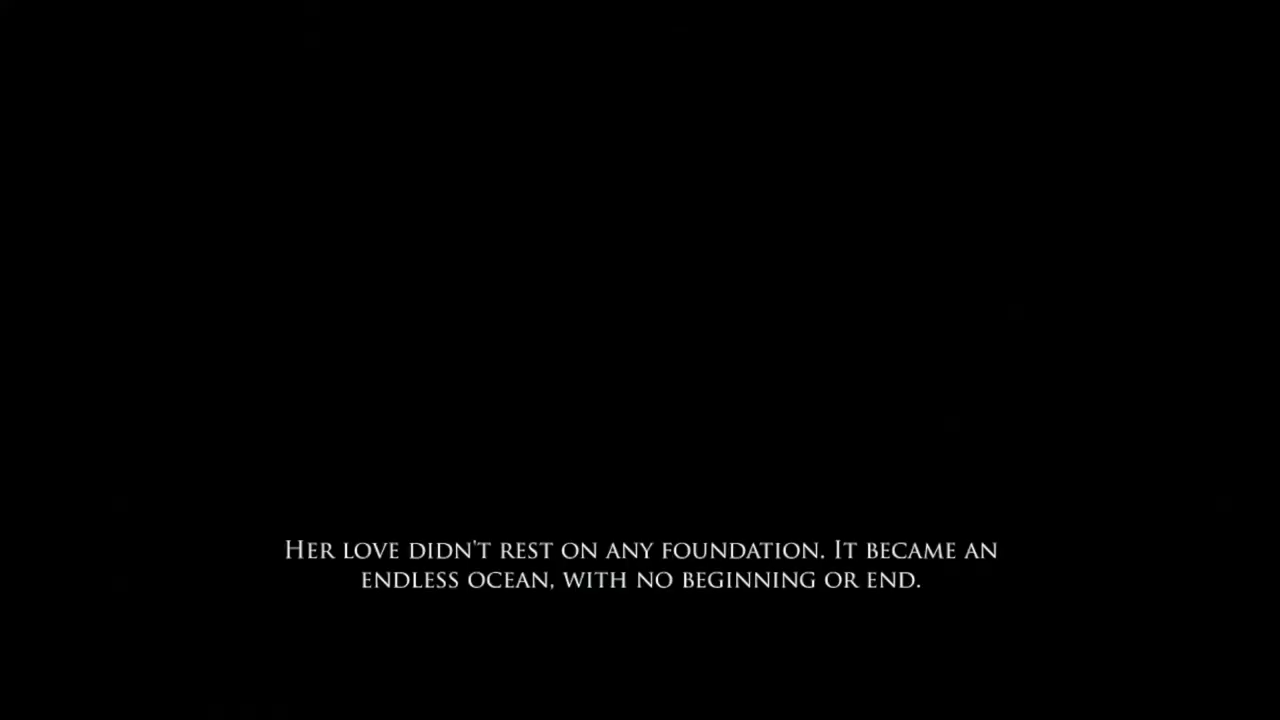 Her love didn't rest on any foundation. It became an
endless ocean, with no beginning or end.